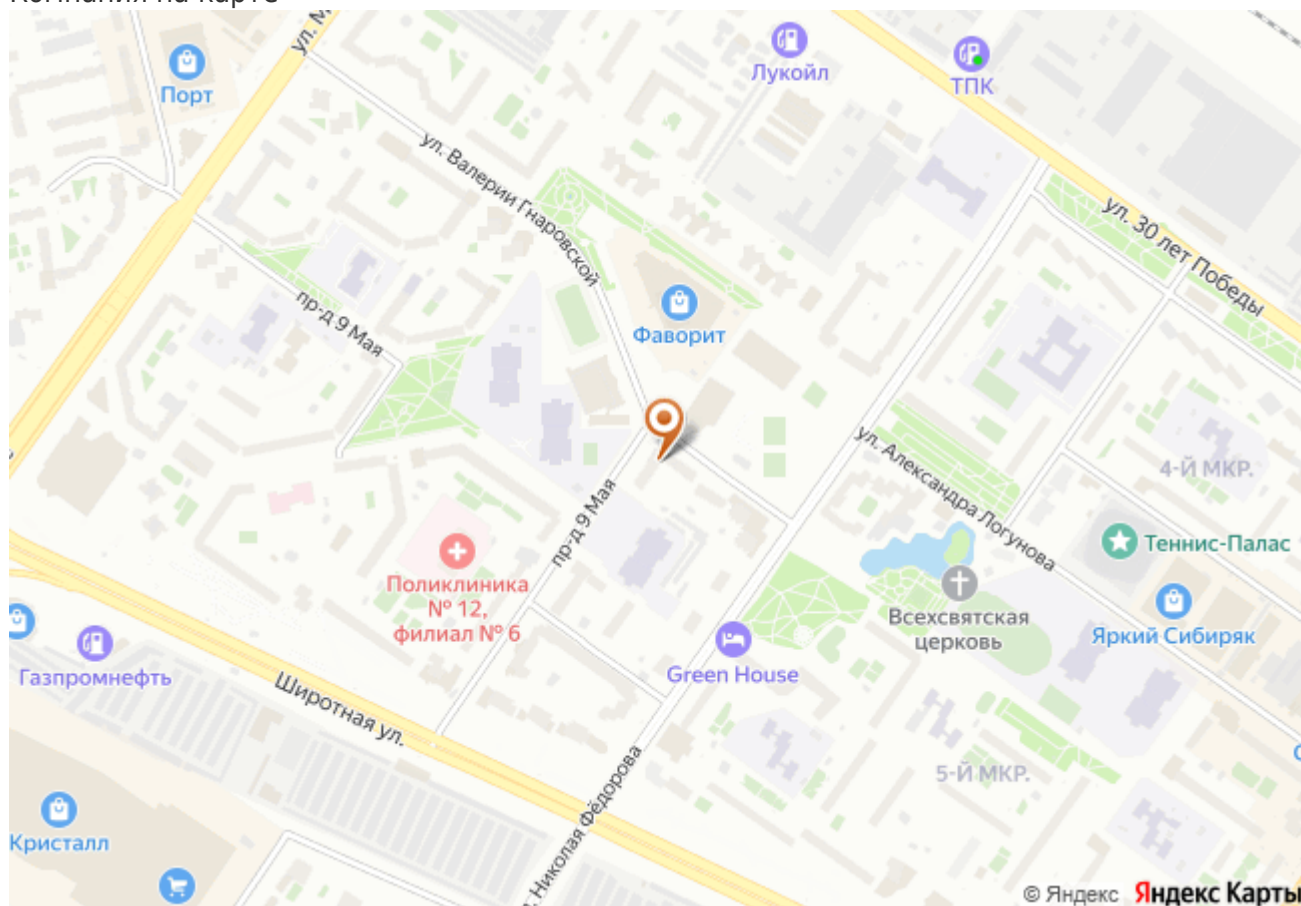 Компания на карте
ул. М
Порт
Лукойл
ТПК
ул. Валерии Гнаровской
ул. 30 лет Победы
пр-д 9 Мая
Фаворит
ул. Александра Логунова
4-Й МКР.
пр-д 9 Мая
Теннис-Палас
Поликлиника
№ 12,
филиал № 6
Всехсвятская
церковь
Яркий Сибиряк
Газпромнефть
Green House
Широтная ул.
5-Й МКР.
Николая Фёдорова
Кристалл
© Яндекс Яндекс Карты